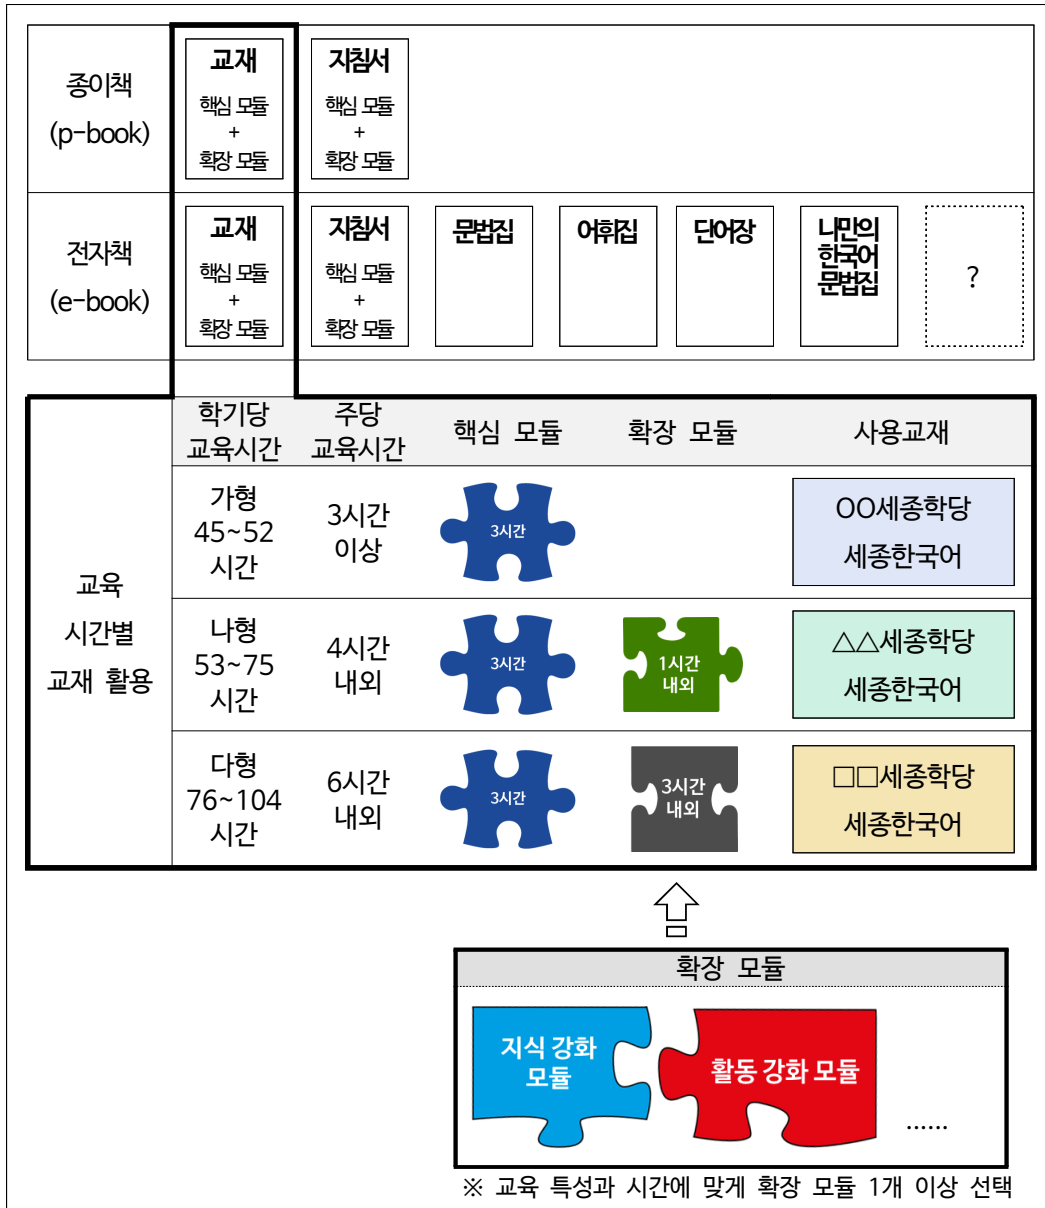 종이책
(p-book)
교재
핵심 모듈
+
확장 모듈
지침서
핵심 모듈
+
확장 모듈
전자책
(e-book)
교재
핵심 모듈
+
확장 모듈
지침서
핵심 모듈
+
확장 모듈
문법집
어휘집
단어장
나만의
한국어
문법집
?
교육
시간별
교재 활용
학기당
교육시간
주당
교육시간
핵심 모듈
확장 모듈
사용교재
가형
45~52
시간
3시간
이상
3시간
OO세종학당
세종한국어
나형
53~75
시간
4시간
내외
3시간
1시간
내외
△△세종학당
세종한국어
다형
76~104
시간
6시간
내외
3시간
3시간
내외
□□세종학당
세종한국어
확장 모듈
지식 강화
모듈
활동 강화 모듈
......
※ 교육 특성과 시간에 맞게 확장 모듈 1개 이상 선택